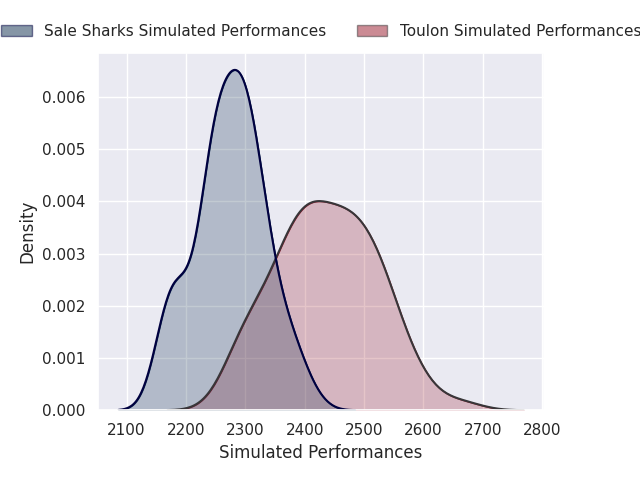 Sale Sharks Simulated Performances
Toulon Simulated Performances
0.006
0.005
0.004
0.003
0.002
0.001
0.000
Density
2100 2200 2300 2400 2500 2600 2700 2800
Simulated Performances